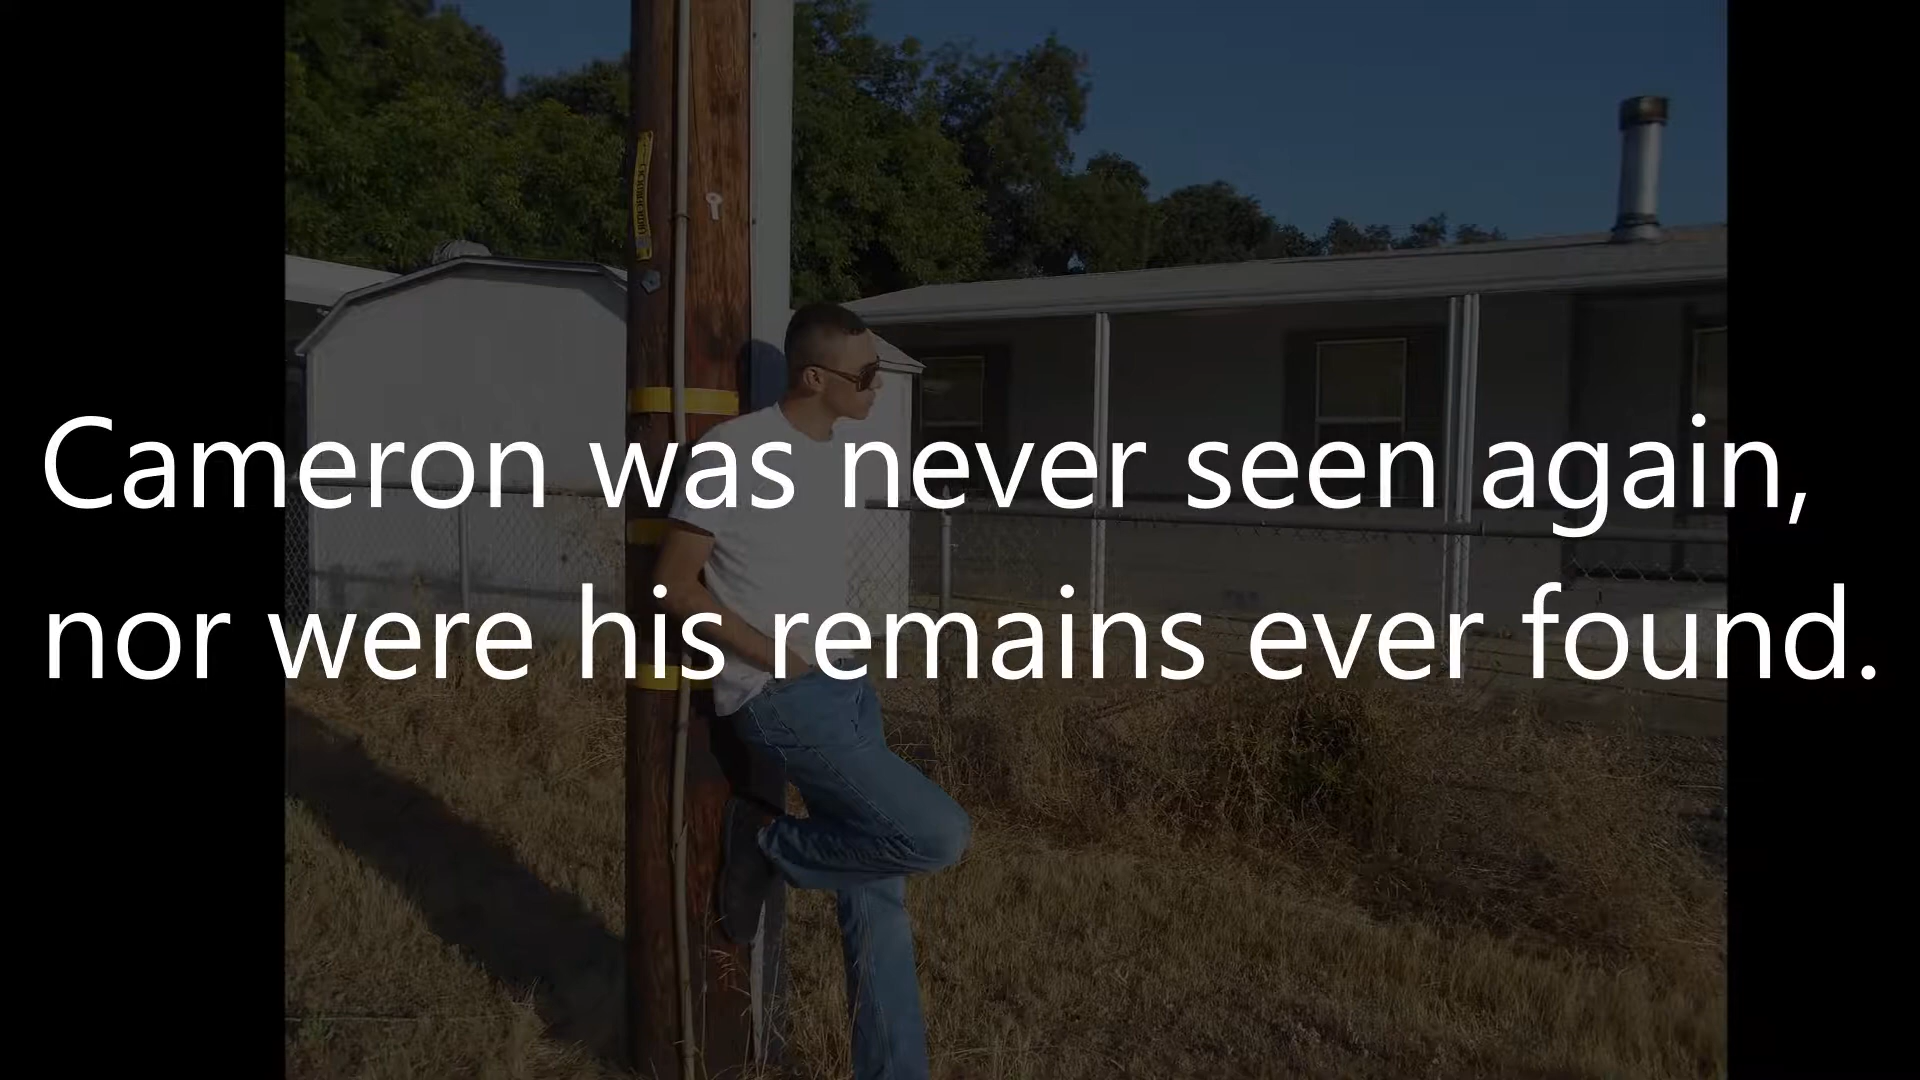 Cameron was never seen again,
nor were his remains ever found.